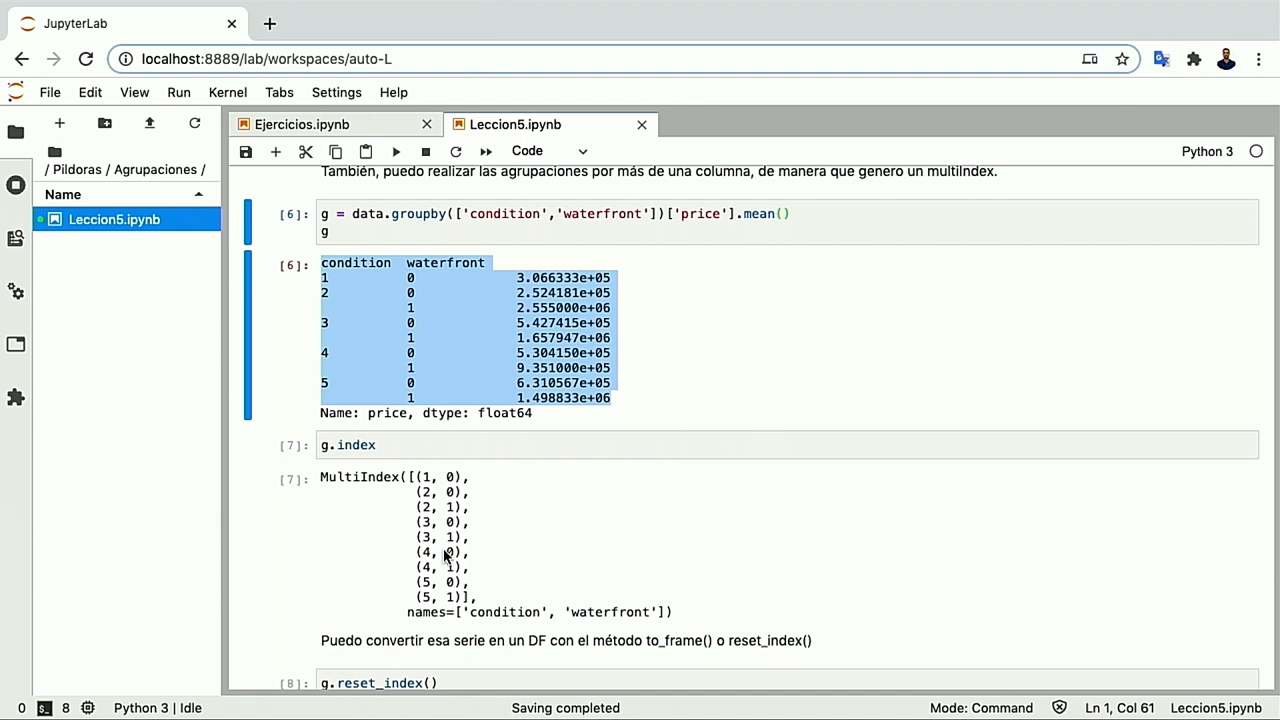 JupyterLab
localhost:8889/lab/workspaces/auto-L
File Edit View Run Kernel Tabs Settings Help
Ejercicios.ipynb Leccion5.ipynb
Code Python 3
/ Pildoras / Agrupaciones /
Name
Leccion5.ipynb
También, puedo realizar las agrupaciones por más de una columna, de manera que genero un multiIndex.
[6]: g = data.groupby(['condition','waterfront'])['price'].mean()
g
[6]: condition waterfront
1 0 3.066333e+05
2 0 2.524181e+05
1 2.555000e+06
3 0 5.427415e+05
1 1.657947e+06
4 0 5.304150e+05
1 9.351000e+05
5 0 6.310567e+05
1 1.498833e+06
Name: price, dtype: float64
[7]: g.index
[7]: MultiIndex([(1, 0),
(2, 0),
(2, 1),
(3, 0),
(3, 1),
(4, 0),
(4, 1),
(5, 0),
(5, 1)],
names=['condition', 'waterfront'])
Puedo convertir esa serie en un DF con el método to_frame() o reset_index()
[8]: g.reset_index()
0 8 Python 3 | Idle Saving completed Mode: Command Ln 1, Col 61 Leccion5.ipynb